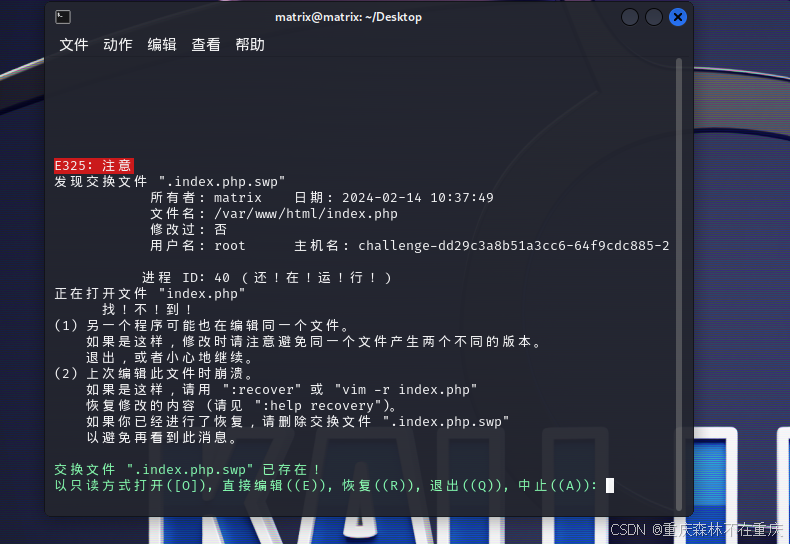 matrix@matrix: ~/Desktop
文件 动作 编辑 查看 帮助
E325: 注意
发现交换文件 ".index.php.swp"
所有者: matrix 日期: 2024-02-14 10:37:49
文件名: /var/www/html/index.php
修改过: 否
用户名: root 主机名: challenge-dd29c3a8b51a3cc6-64f9cdc885-2
进程 ID: 40 (还!在!运!行!)
正在打开文件 "index.php"
找!不!到!
(1) 另一个程序可能也在编辑同一个文件。
如果是这样,修改时请注意避免同一个文件产生两个不同的版本。
退出,或者小心地继续。
(2) 上次编辑此文件时崩溃。
如果是这样,请用 ":recover" 或 "vim -r index.php"
恢复修改的内容 (请见 ":help recovery")。
如果你已经进行了恢复,请删除交换文件 ".index.php.swp"
以避免再看到此消息。
交换文件 ".index.php.swp" 已存在!
以只读方式打开([O]), 直接编辑((E)), 恢复((R)), 退出((Q)), 中止((A)):
CSDN @重庆森林不在重庆